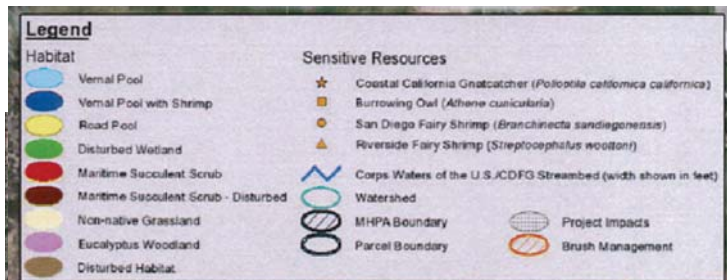 Legend
Habitat
Vernal Pool
Vernal Pool with Shrimp
Road Pool
Disturbed Wetland
Maritime Succulent Scrub
Maritime Succulent Scrub - Disturbed
Non-native Grassland
Eucalyptus Woodland
Disturbed Habitat
Sensitive Resources
Coastal California Gnatcatcher (Polioptila californica californica)
Burrowing Owl (Athene cunicularia)
San Diego Fairy Shrimp (Branchinecta sandiegonensis)
Riverside Fairy Shrimp (Streptocephalus woottoni)
Corps Waters of the U.S./CDFG Streambed (width shown in feet)
Watershed
MHPA Boundary
Parcel Boundary
Project Impacts
Brush Management